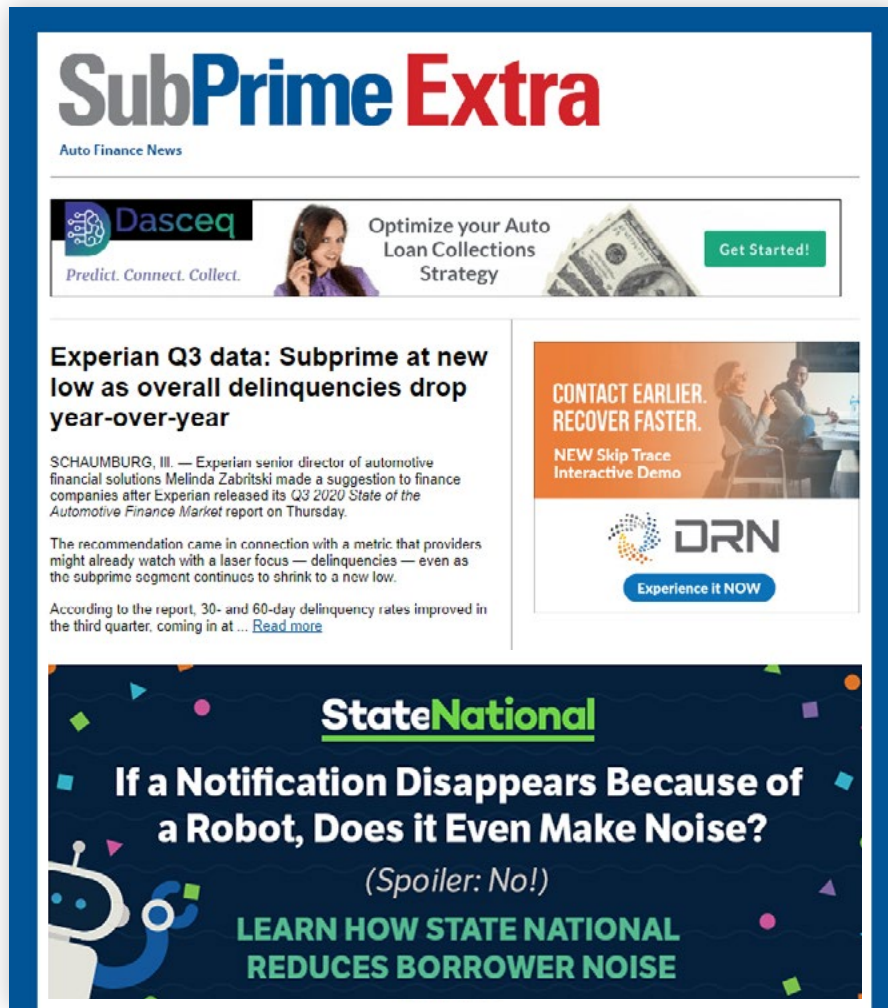 SubPrime Extra
Auto Finance News
Dasceq
Predict. Connect. Collect.
Optimize your Auto
Loan Collections
Strategy
Get Started!
Experian Q3 data: Subprime at new
low as overall delinquencies drop
year-over-year
SCHAUMBURG, Ill. — Experian senior director of automotive
financial solutions Melinda Zabritski made a suggestion to finance
companies after Experian released its Q3 2020 State of the
Automotive Finance Market report on Thursday.
The recommendation came in connection with a metric that providers
might already watch with a laser focus — delinquencies — even as
the subprime segment continues to shrink to a new low.
According to the report, 30- and 60-day delinquency rates improved in
the third quarter, coming in at ... Read more
CONTACT EARLIER.
RECOVER FASTER.
NEW Skip Trace
Interactive Demo
DRN
Experience it NOW
StateNational
If a Notification Disappears Because of
a Robot, Does it Even Make Noise?
(Spoiler: No!)
LEARN HOW STATE NATIONAL
REDUCES BORROWER NOISE